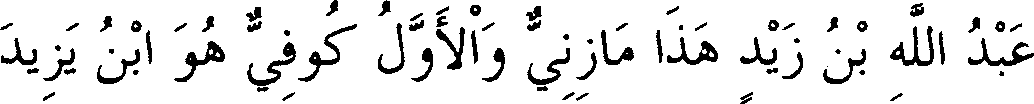 عَبْدُ اللَّهِ بْنُ زَيْدٍ هَذَا مَازِنِيٌّ وَالْأَوَّلُ كُوفِيٌّ هُوَ ابْنُ يَزِيدَ